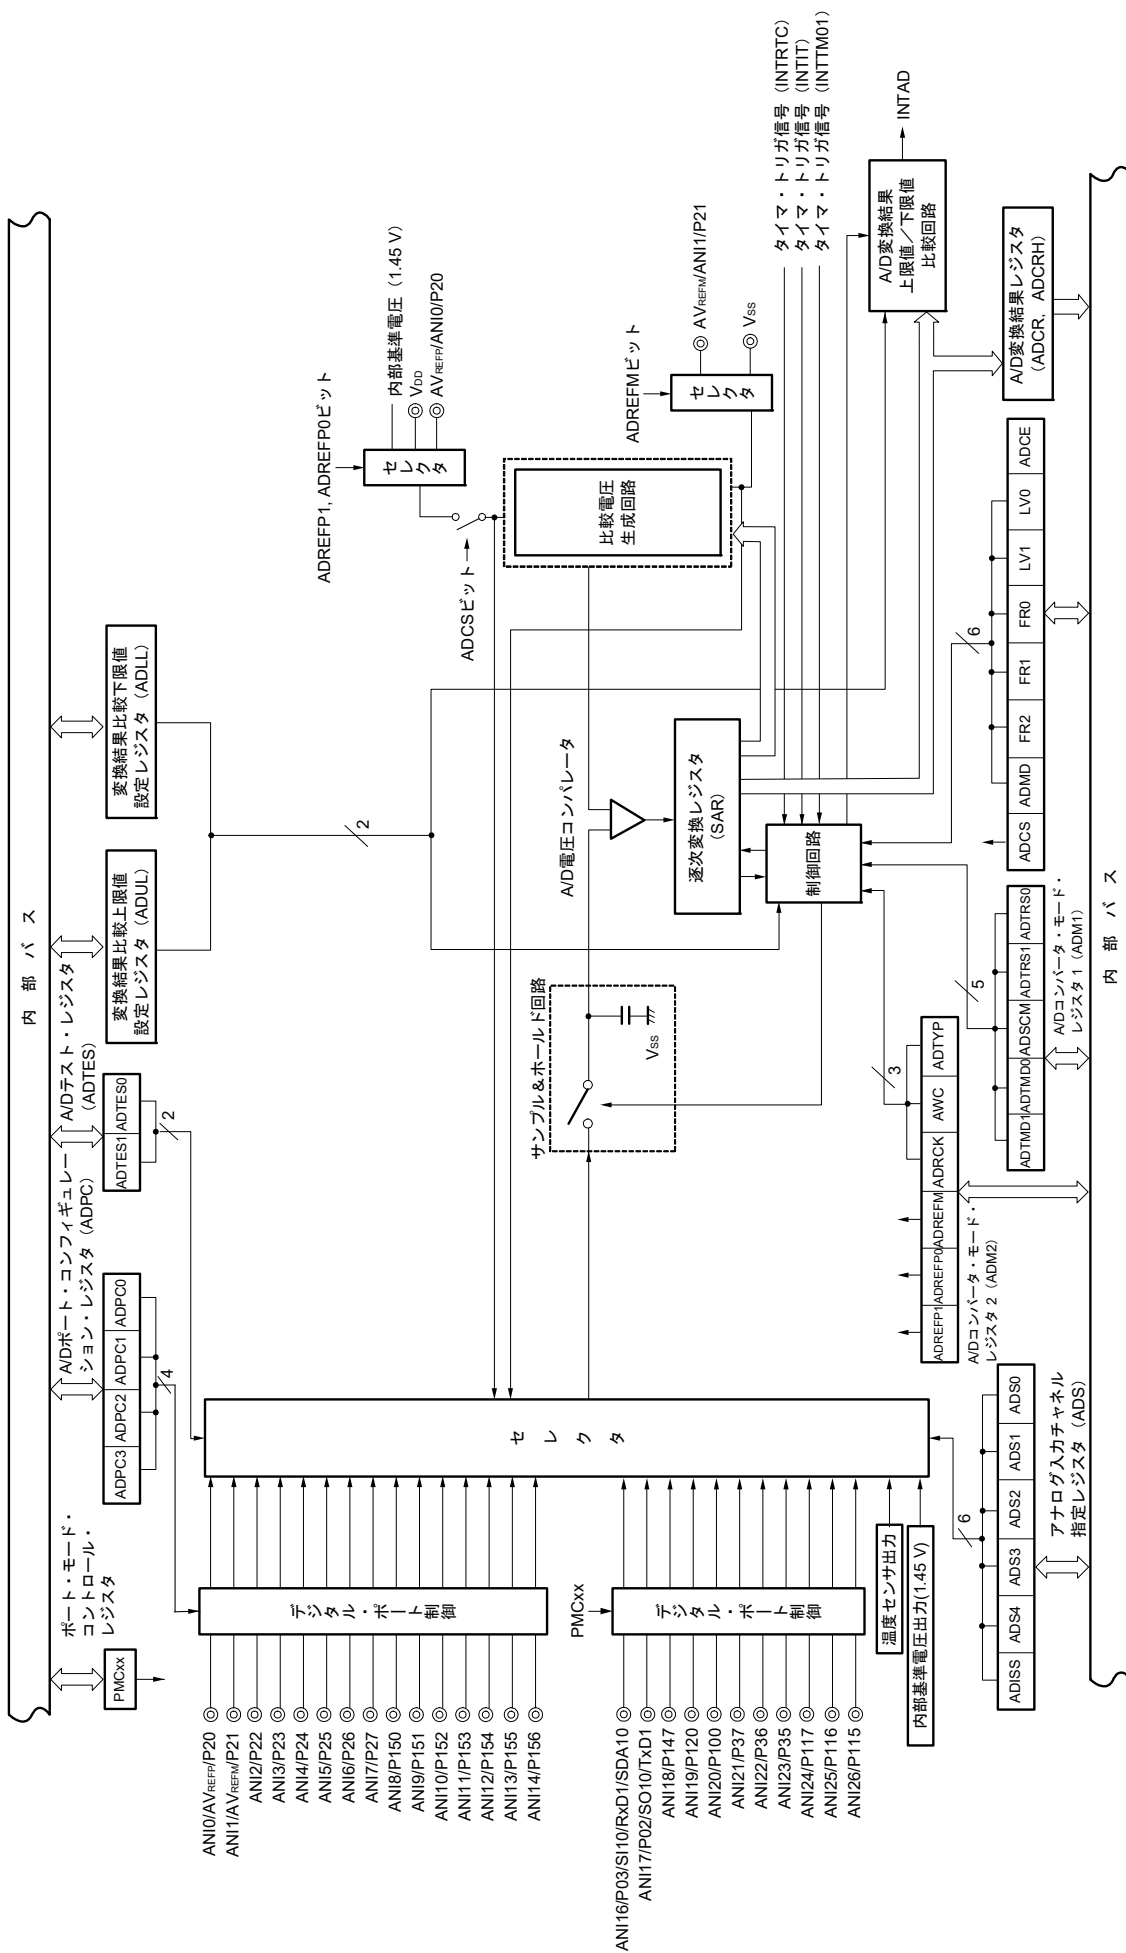 内 部 バ ス
ポート・モード・
コントロール・
レジスタ
PMCxx
A/Dポート・コンフィギュレー
ション・レジスタ (ADPC)
ADPC3
ADPC2
ADPC1
ADPC0
4
A/Dテスト・レジスタ
(ADTES)
ADTES1
ADTES0
2
変換結果比較上限値
設定レジスタ (ADUL)
変換結果比較下限値
設定レジスタ (ADLL)
2
ADREFP1, ADREFP0ビット
内部基準電圧 (1.45 V)
VDD
AVREFP/ANI0/P20
セレクタ
ADCSビット
ANI0/AVREFP/P20
ANI1/AVREFM/P21
ANI2/P22
ANI3/P23
ANI4/P24
ANI5/P25
ANI6/P26
ANI7/P27
ANI8/P150
ANI9/P151
ANI10/P152
ANI11/P153
ANI12/P154
ANI13/P155
ANI14/P156
デジタル・ポート制御
ANI16/P03/SI10/RxD1/SDA10
ANI17/P02/SO10/TxD1
ANI18/P147
ANI19/P120
ANI20/P100
ANI21/P37
ANI22/P36
ANI23/P35
ANI24/P117
ANI25/P116
ANI26/P115
PMCxx
デジタル・ポート制御
温度センサ出力
内部基準電圧出力(1.45 V)
セレクタ
サンプル&ホールド回路
VSS
A/D電圧コンパレータ
比較電圧
生成回路
ADREFMビット
セレクタ
AVREFM/ANI1/P21
VSS
逐次変換レジスタ
(SAR)
制御回路
タイマ・トリガ信号 (INTRTC)
タイマ・トリガ信号 (INTIT)
タイマ・トリガ信号 (INTTM01)
A/D変換結果
上限値/下限値
比較回路
INTAD
A/D変換結果レジスタ
(ADCR, ADCRH)
6
ADISS
ADS4
ADS3
ADS2
ADS1
ADS0
アナログ入力チャネル
指定レジスタ (ADS)
3
ADREFP1
ADREFP0
ADREFM
ADRCK
AWC
ADTYP
A/Dコンバータ・モード・
レジスタ 2 (ADM2)
5
ADTMD1
ADTMD0
ADSCM
ADTRS1
ADTRS0
A/Dコンバータ・モード・
レジスタ 1 (ADM1)
6
ADCS
ADMD
FR2
FR1
FR0
LV1
LV0
ADCE
内 部 バ ス